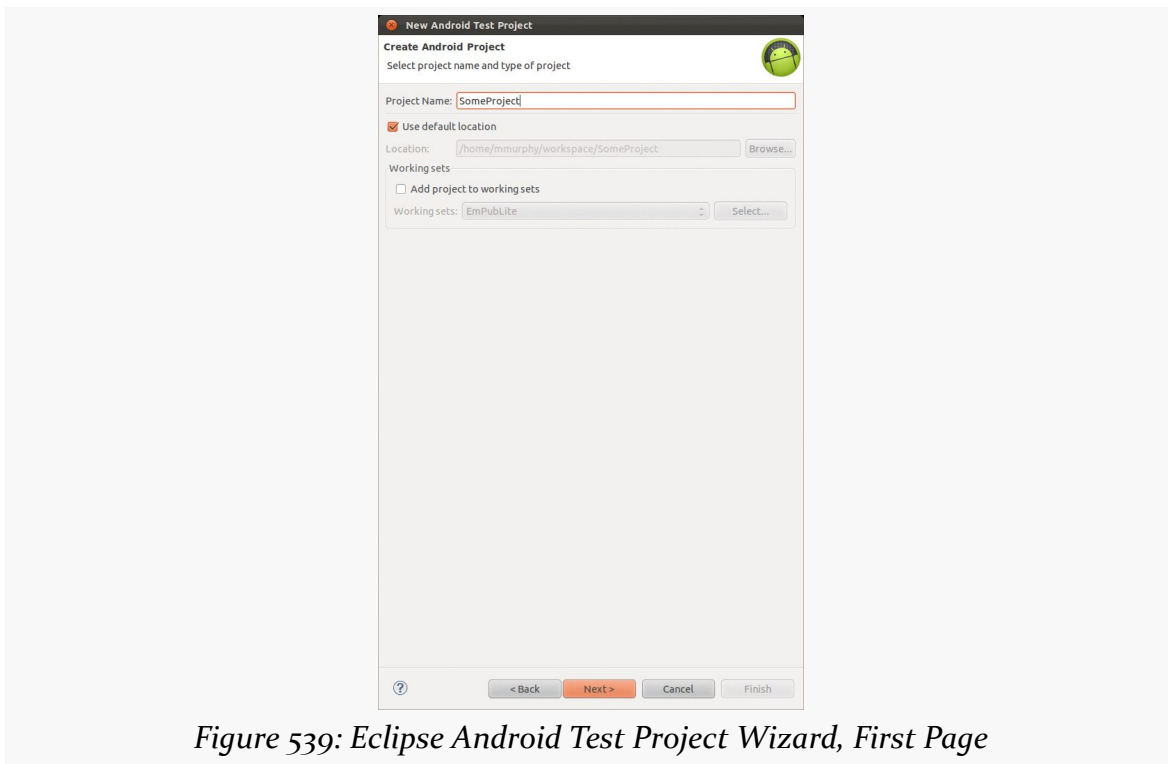 New Android Test Project
Create Android Project
Select project name and type of project
Project Name: SomeProject
Use default location
Location: /home/mmurphy/workspace/SomeProject Browse...
Working sets
Add project to working sets
Working sets: EmPubLite Select...
? < Back Next > Cancel Finish
Figure 539: Eclipse Android Test Project Wizard, First Page